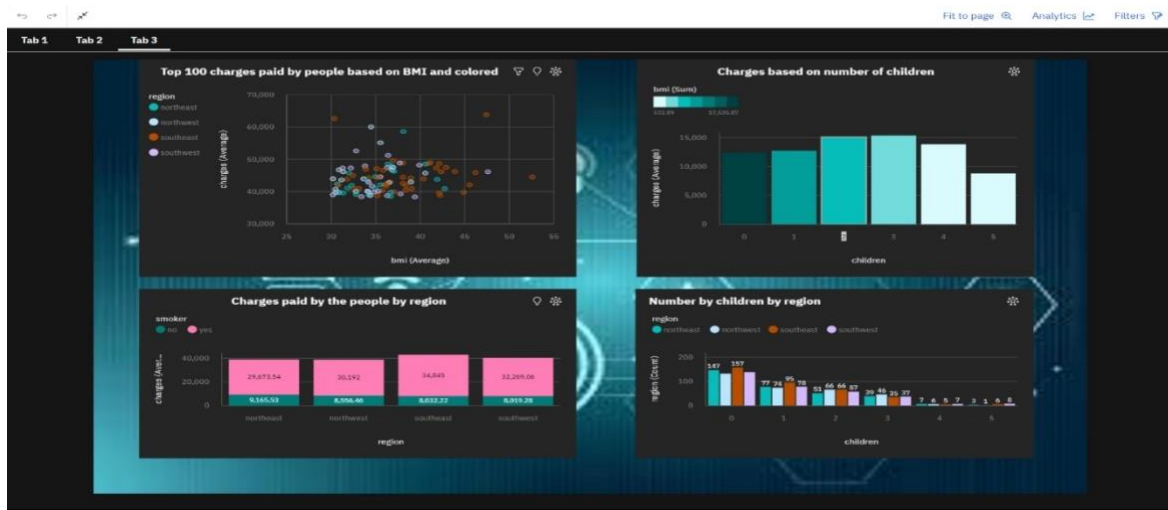 Fit to page Analytics Filters
Tab 1 Tab 2 Tab 3
Top 100 charges paid by people based on BMI and colored
region
northeast
northwest
southeast
southwest
charges (Average)
70,000
60,000
50,000
40,000
30,000
25 30 35 40 45 50 55
bmi (Average)
Charges based on number of children
bmi (Sum)
charges (Average)
15,000
10,000
5,000
0
0 1 2 3 4 5
children
Charges paid by the people by region
smoker
no yes
charges (Aver...
40,000
20,000
0
29,673.54 30,192 34,845 32,269.06
9,165.53 8,556.46 8,032.22 8,019.28
northeast northwest southeast southwest
region
Number by children by region
region
northeast northwest southeast southwest
region (Count)
200
100
0
147 157 77 74 95 78 51 66 66 57 39 46 35 37 7 6 5 7 3 1 6 8
0 1 2 3 4 5
children